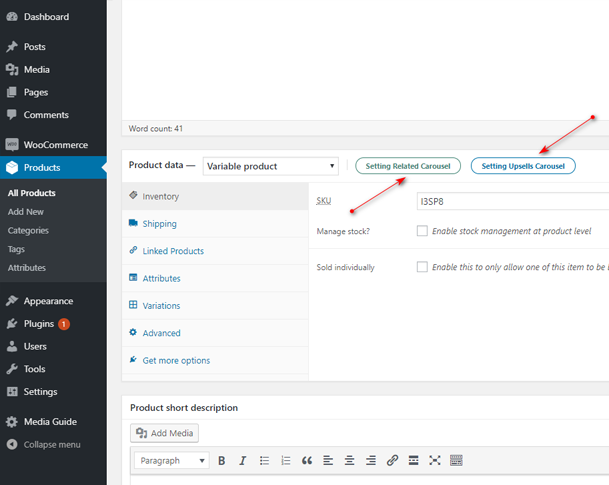 Dashboard
Posts
Media
Pages
Comments
WooCommerce
Products
All Products
Add New
Categories
Tags
Attributes
Appearance
Plugins 1
Users
Tools
Settings
Media Guide
Collapse menu
Word count: 41
Product data — Variable product Setting Related Carousel Setting Upsells Carousel
Inventory
Shipping
Linked Products
Attributes
Variations
Advanced
Get more options
SKU I3SP8
Manage stock? Enable stock management at product level
Sold individually Enable this to only allow one of this item to be
Product short description
Add Media
Paragraph B I